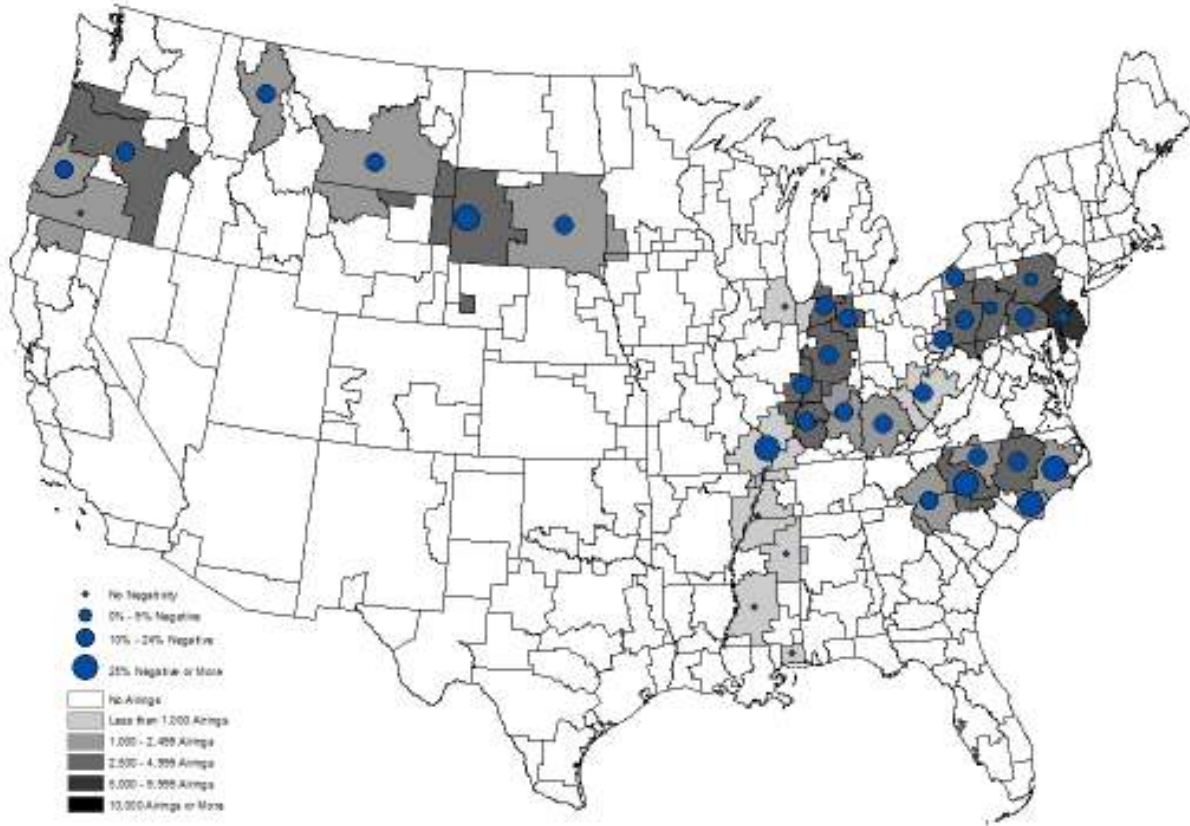 No Negativity
0% - 9% Negative
10% - 24% Negative
25% Negative or More
No Airings
Less than 1,000 Airings
1,000 - 2,499 Airings
2,500 - 4,999 Airings
5,000 - 9,999 Airings
10,000 Airings or More